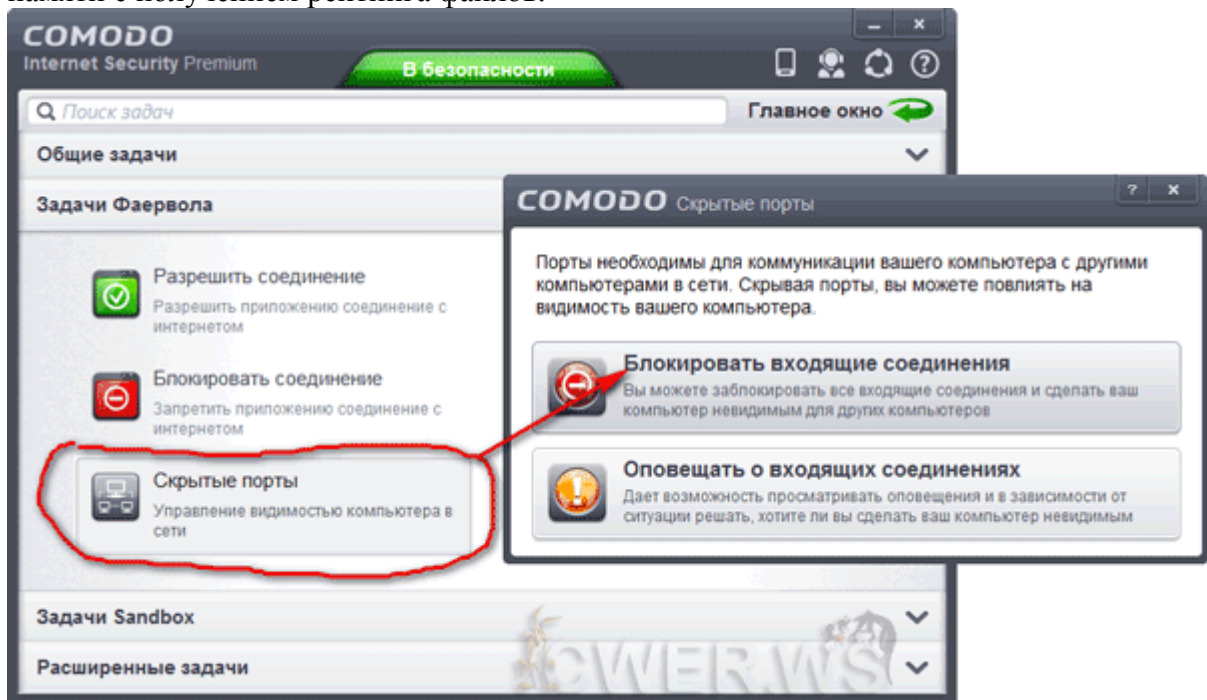 памяти с получением рейтинга файлов.
COMODO
Internet Security Premium
В безопасности
Поиск задач
Главное окно
Общие задачи
Задачи Фаервола
Разрешить соединение
Разрешить приложению соединение с
интернетом
Блокировать соединение
Запретить приложению соединение с
интернетом
Скрытые порты
Управление видимостью компьютера в
сети
Задачи Sandbox
Расширенные задачи
COMODO Скрытые порты
Порты необходимы для коммуникации вашего компьютера с другими
компьютерами в сети. Скрывая порты, вы можете повлиять на
видимость вашего компьютера.
Блокировать входящие соединения
Вы можете заблокировать все входящие соединения и сделать ваш
компьютер невидимым для других компьютеров
Оповещать о входящих соединениях
Дает возможность просматривать оповещения и в зависимости от
ситуации решать, хотите ли вы сделать ваш компьютер невидимым
CWER.WS